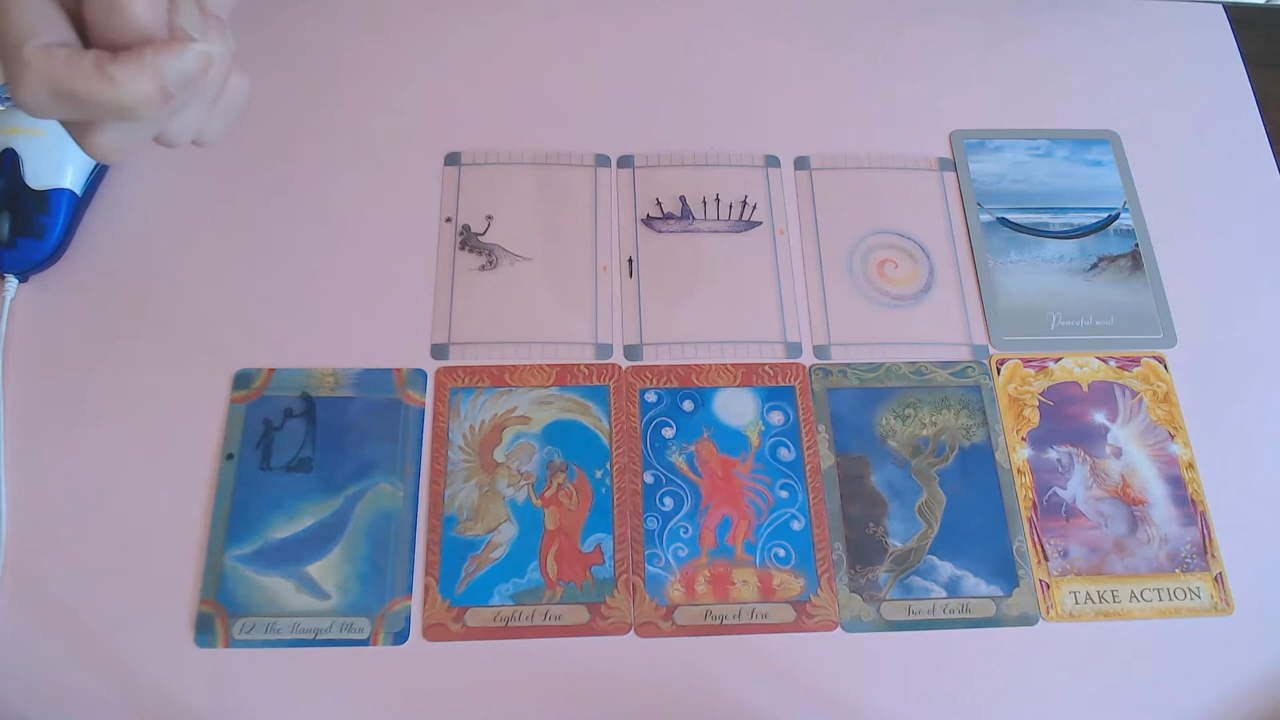 Peaceful soul
12 The Hanged Man
Eight of Fire
Page of Fire
Two of Earth
TAKE ACTION